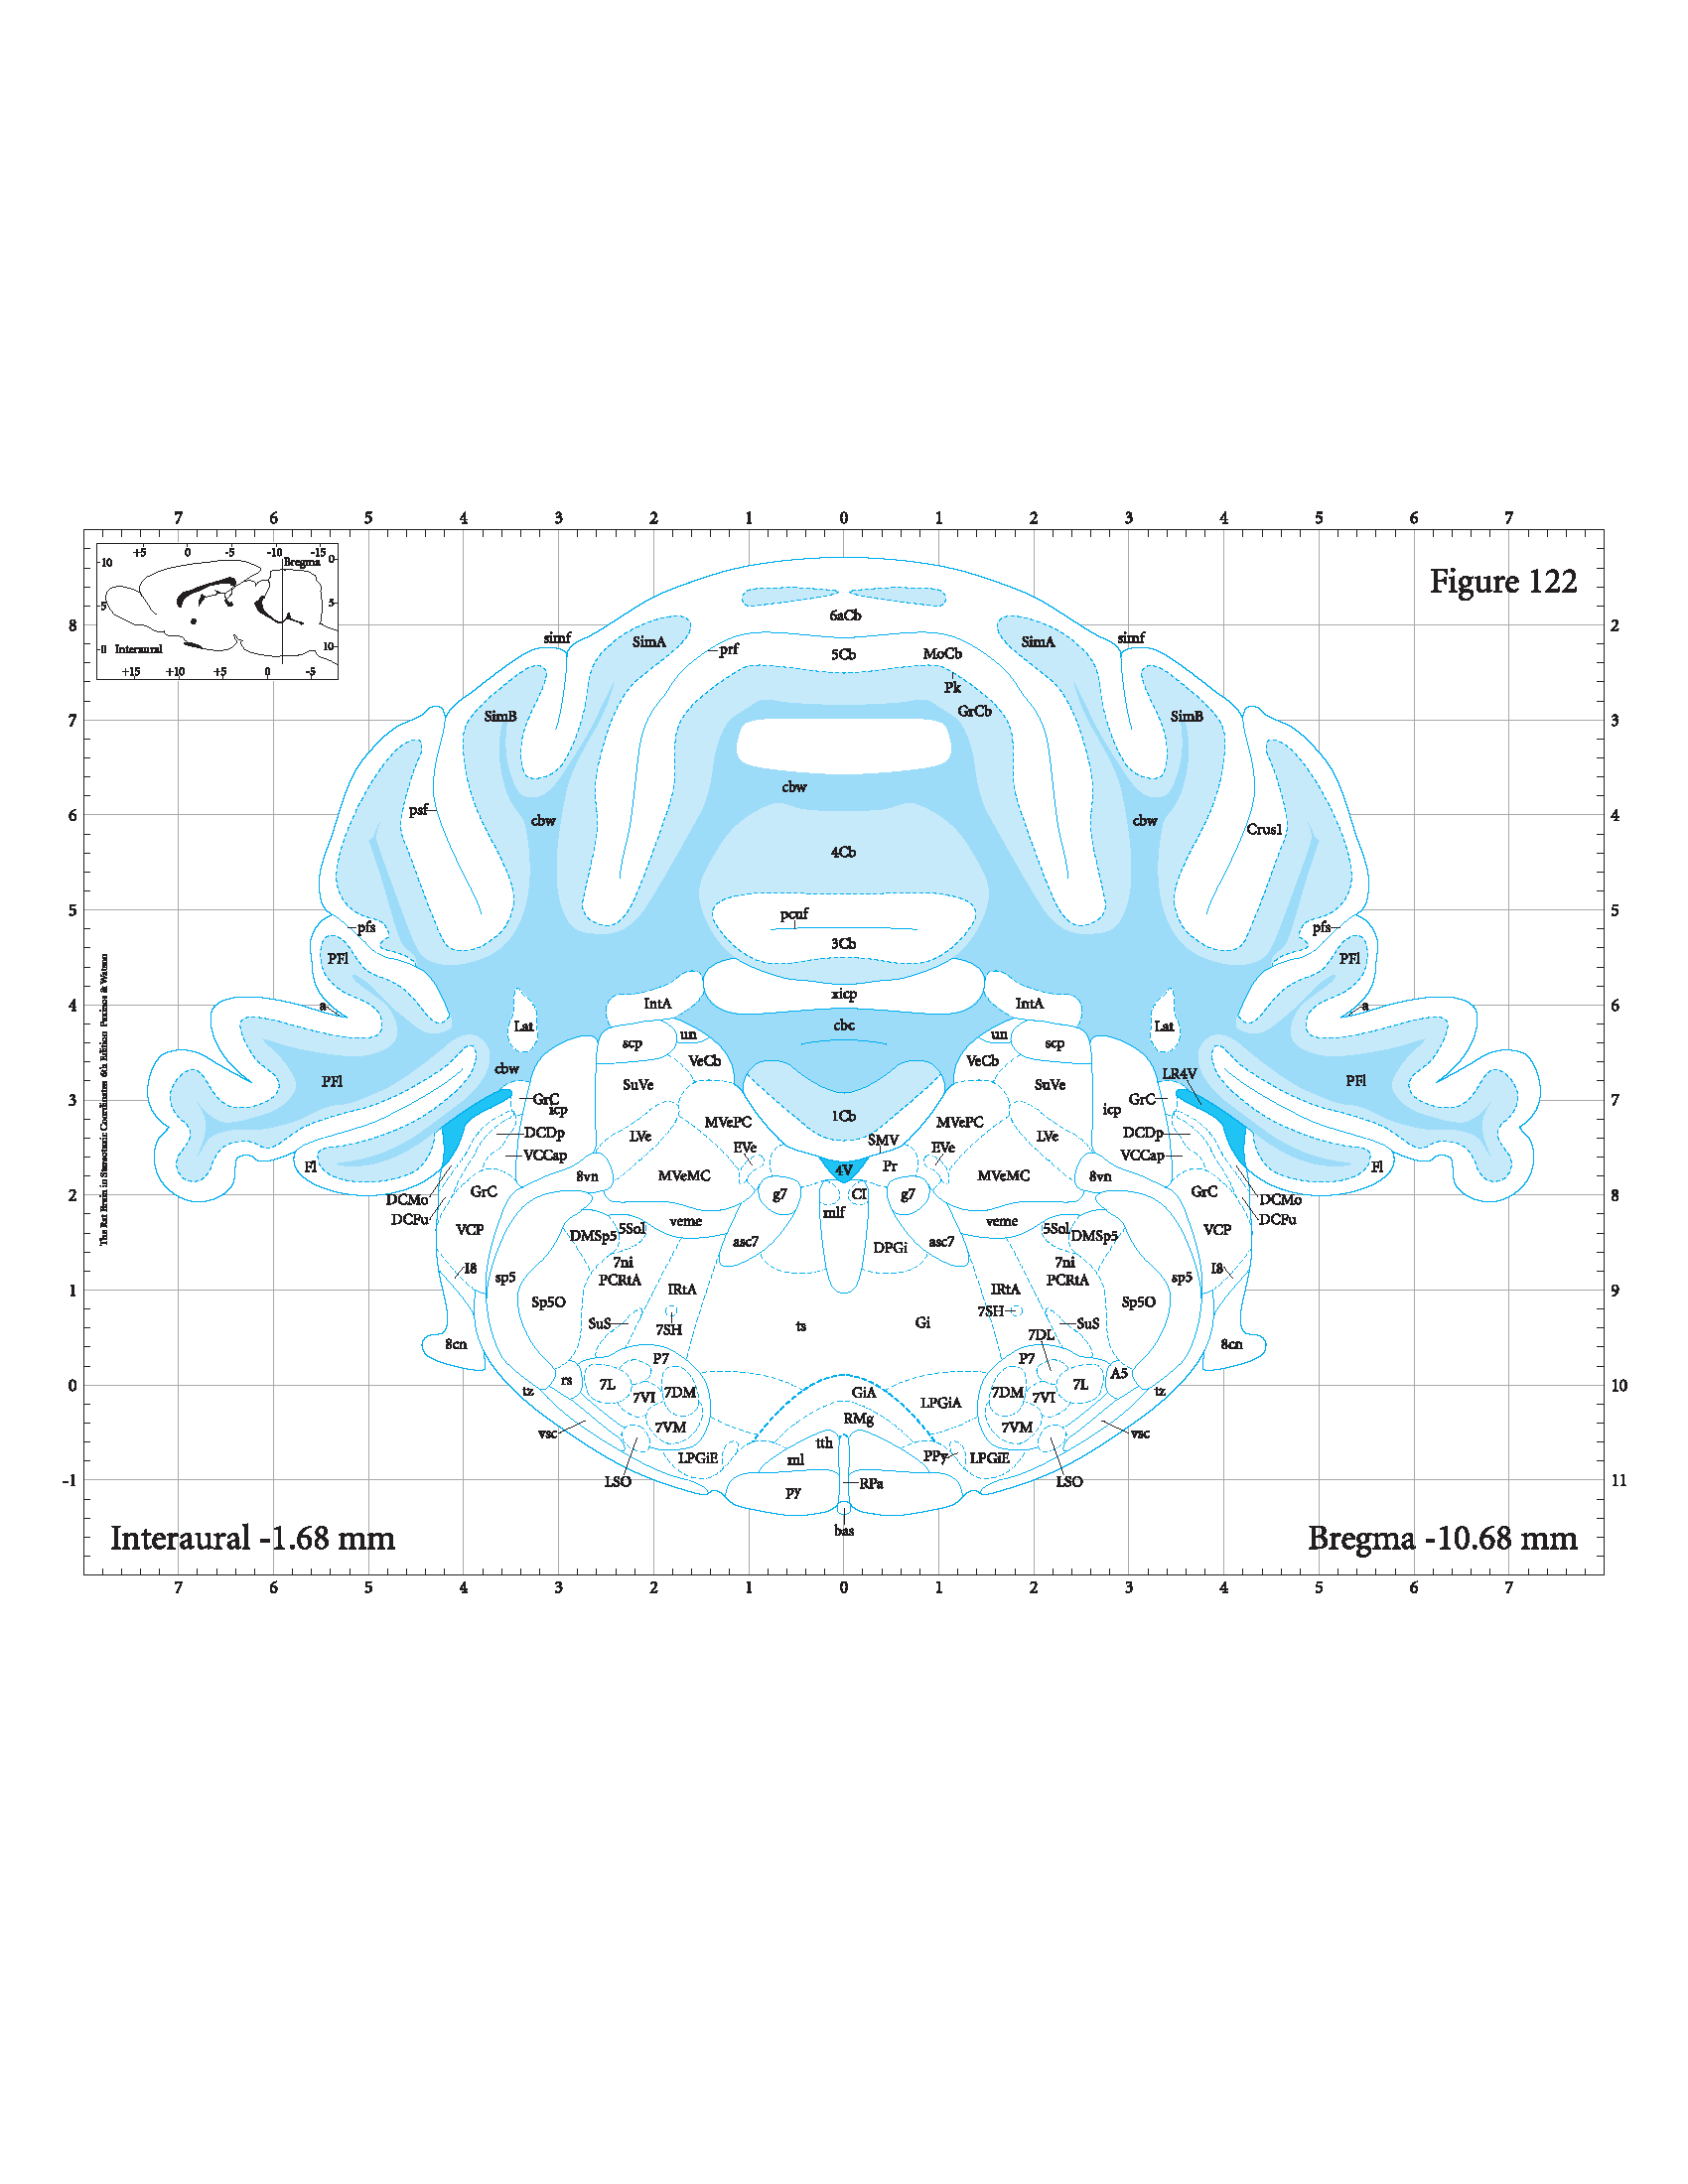 7 6 5 4 3 2 1 0 1 2 3 4 5 6 7
+5 0 -5 -10 -15
Bregma 0
10
5 5
0 Interaural 10
+15 +10 +5 0 -5
Figure 122
6aCb
8 2
simf SimA SimA simf
prf 5Cb MoCb
Pk
GrCb
SimB SimB
7 3
cbw
psf
6 4
cbw cbw
Crus1
4Cb
5 5
pcuf
pfs pfs
3Cb
PFl PFl
xicp
IntA IntA
4 6
a a
Lat cbc Lat
un un
scp scp
VeCb VeCb
cbw
LR4V
PFl PFl
SuVe SuVe
3 7
GrC GrC
icp icp
1Cb
MVePC MVePC
DCDp DCDp
LVe LVe
SMV
EVe EVe
VCCap VCCap
Fl Fl
4V Pr
8vn MVeMC MVeMC 8vn
2 8
GrC g7 CI g7 GrC
DCMo DCMo
mlf
DCFu DCFu
VCP veme veme VCP
5Sol 5Sol
DMSp5 DMSp5
asc7 DPGi asc7
7ni 7ni
I8 I8
sp5 PCRtA PCRtA sp5
1 9
IRtA IRtA
Sp5O Sp5O
7SH
SuS ts Gi SuS
7SH 7DL
8cn 8cn
P7 P7
rs A5
0 10
tz 7L 7DM GiA 7DM 7L tz
7VI 7VI
LPGiA
RMg
7VM 7VM
vsc vsc
tth
LPGiE ml PPy LPGiE
-1 11
LSO RPa LSO
py
bas
Interaural -1.68 mm Bregma -10.68 mm
7 6 5 4 3 2 1 0 1 2 3 4 5 6 7
The Rat Brain in Stereotaxic Coordinates 6th Edition Paxinos & Watson